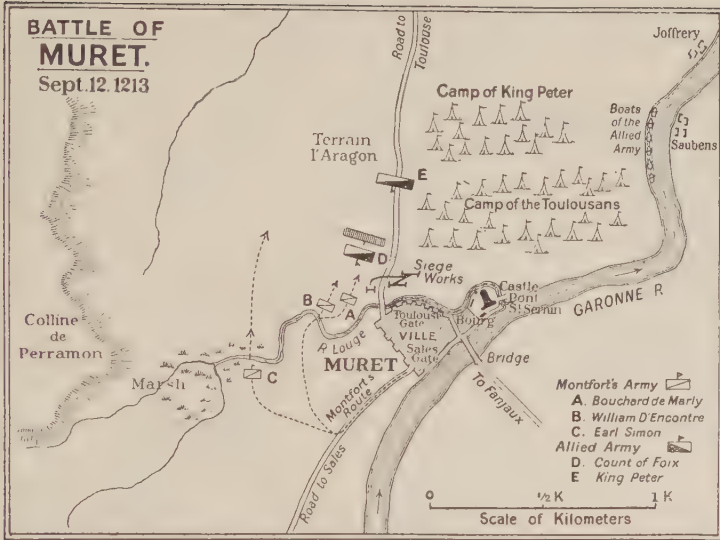 BATTLE OF
MURET.
Sept. 12. 1213
Road to
Toulouse
Joffrery
Camp of King Peter
Boats
of the
Allied
Army
Saubens
Terrain
l'Aragon
E
Camp of the Toulousans
D
Siege
Works
B
A
Castle
Pont
St Sernin
GARONNE R.
Toulouse
Gate
Bourg
VILLE
Sales
Gate
Bridge
R Louge
MURET
Colline
de
Perramon
Marsh
C
Montfort's
Route
To Fanjaux
Road to Sales
Montfort's Army
A. Bouchard de Marly
B. William D'Encontre
C. Earl Simon
Allied Army
D. Count of Foix
E King Peter
0 1/2 K 1 K
Scale of Kilometers